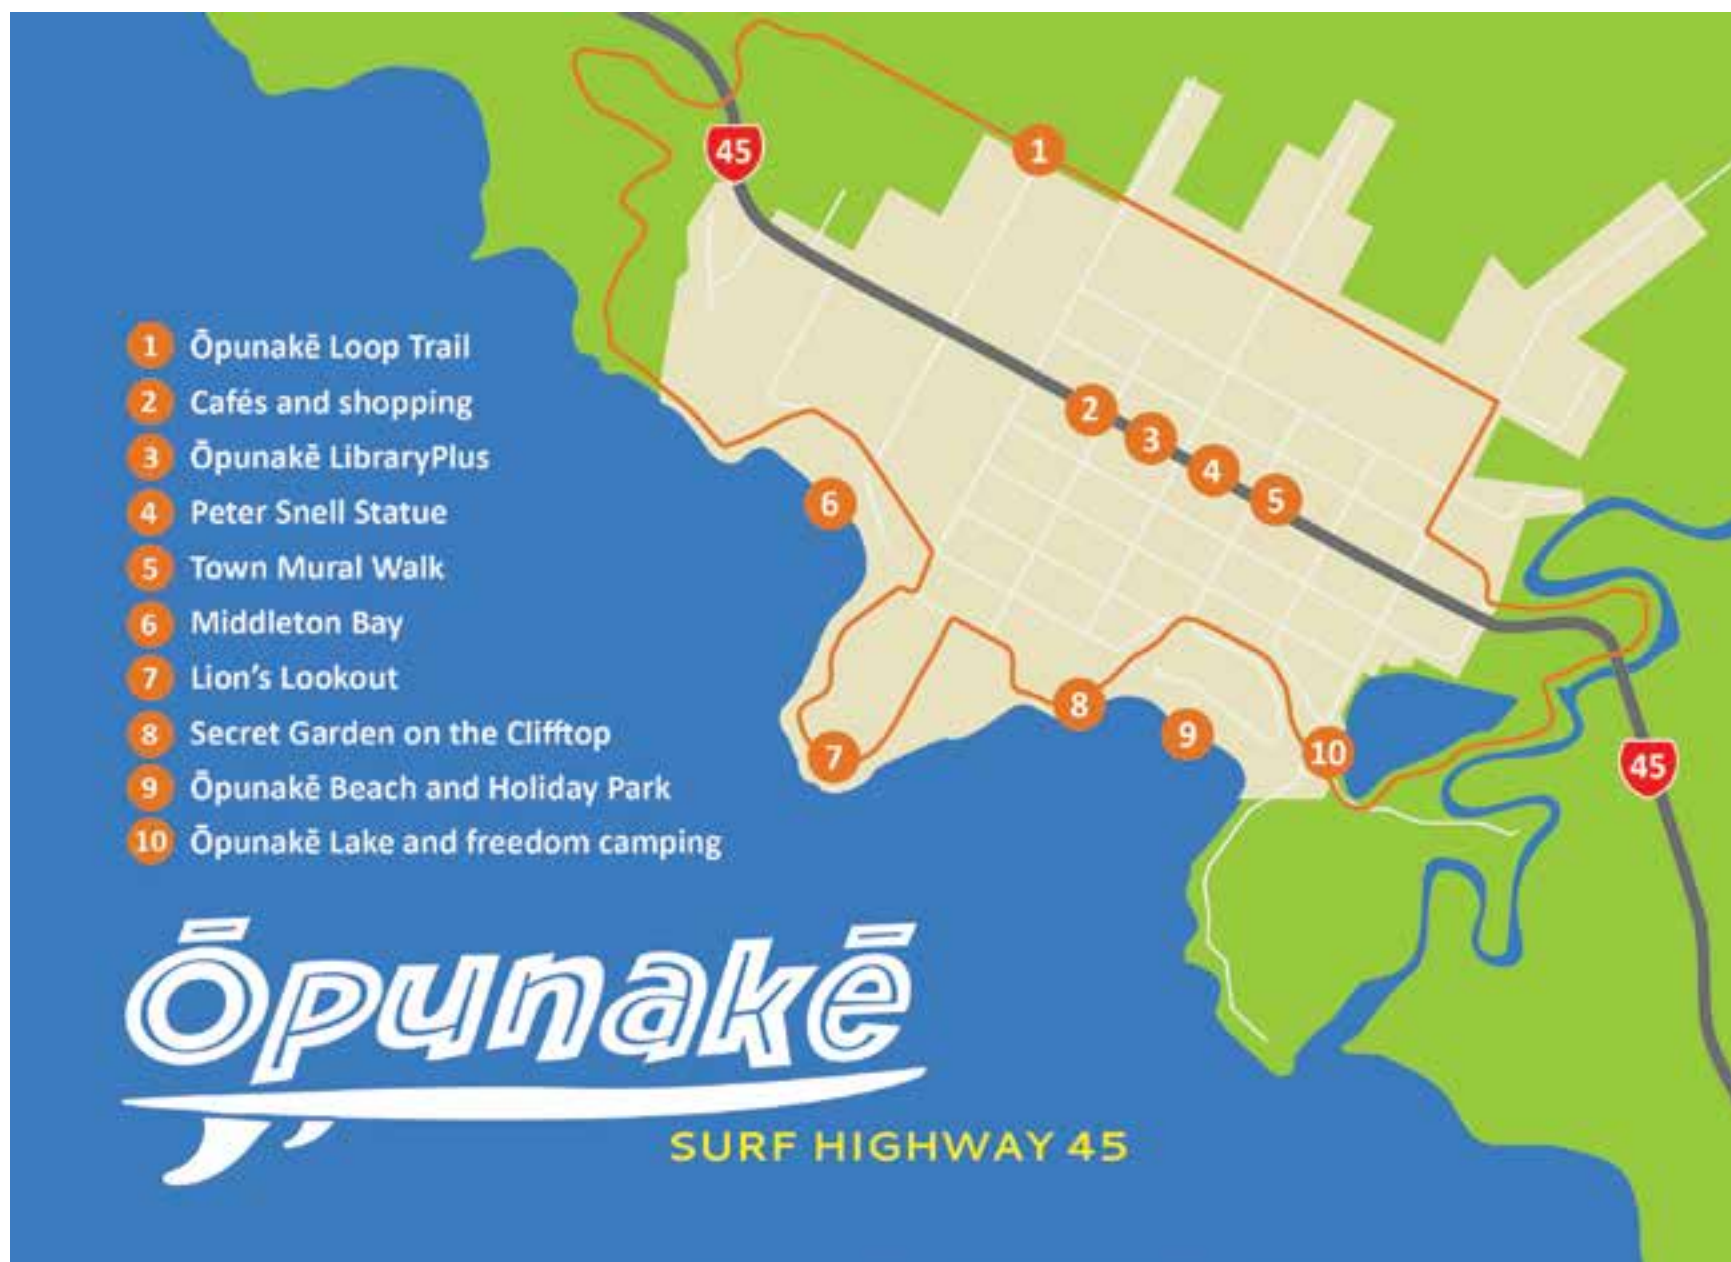 45
1
2
3
4
5
6
7
8
9
10
45
1 Ōpunakē Loop Trail
2 Cafés and shopping
3 Ōpunakē LibraryPlus
4 Peter Snell Statue
5 Town Mural Walk
6 Middleton Bay
7 Lion's Lookout
8 Secret Garden on the Clifftop
9 Ōpunakē Beach and Holiday Park
10 Ōpunakē Lake and freedom camping
Ōpunakē
SURF HIGHWAY 45